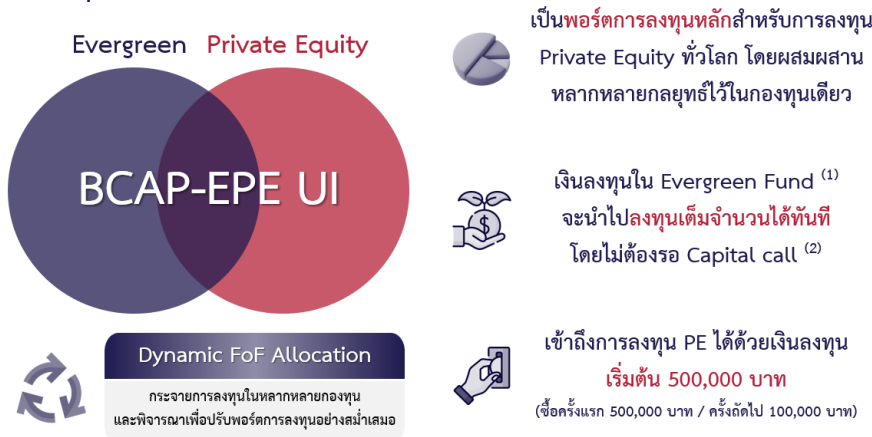 Evergreen Private Equity
BCAP-EPE UI
Dynamic FoF Allocation
กระจายการลงทุนในหลากหลายกองทุน
และพิจารณาเพื่อปรับพอร์ตการลงทุนอย่างสม่ำเสมอ
เป็นพอร์ตการลงทุนหลักสำหรับการลงทุน
Private Equity ทั่วโลก โดยผสมผสาน
หลากหลายกลยุทธ์ไว้ในกองทุนเดียว
เงินลงทุนใน Evergreen Fund (1)
จะนำไปลงทุนเต็มจำนวนได้ทันที
โดยไม่ต้องรอ Capital call (2)
เข้าถึงการลงทุน PE ได้ด้วยเงินลงทุน
เริ่มต้น 500,000 บาท
(ซื้อครั้งแรก 500,000 บาท / ครั้งถัดไป 100,000 บาท)